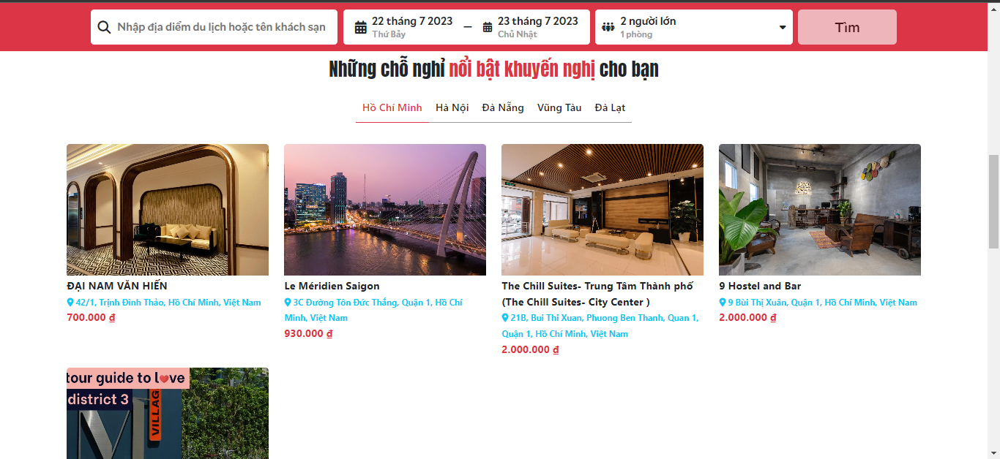 Nhập địa diểm du lịch hoặc tên khách sạn
22 tháng 7 2023 — 23 tháng 7 2023
Thứ Bảy Chủ Nhật
2 người lớn
1 phòng
Tìm
Những chỗ nghỉ nổi bật khuyến nghị cho bạn
Hồ Chí Minh Hà Nội Đà Nẵng Vũng Tàu Đà Lạt
ĐẠI NAM VĂN HIẾN
42/1, Trịnh Đình Thảo, Hồ Chí Minh, Việt Nam
700.000 ₫
Le Méridien Saigon
3C Đường Tôn Đức Thắng, Quận 1, Hồ Chí
Minh, Việt Nam
930.000 ₫
The Chill Suites- Trung Tâm Thành phố
(The Chill Suites- City Center )
21B, Bui Thi Xuan, Phuong Ben Thanh, Quan 1,
Quận 1, Hồ Chí Minh, Việt Nam
2.000.000 ₫
9 Hostel and Bar
9 Bùi Thị Xuân, Quận 1, Hồ Chí Minh, Việt Nam
2.000.000 ₫
tour guide to l❤ve
district 3
M
VILLAG